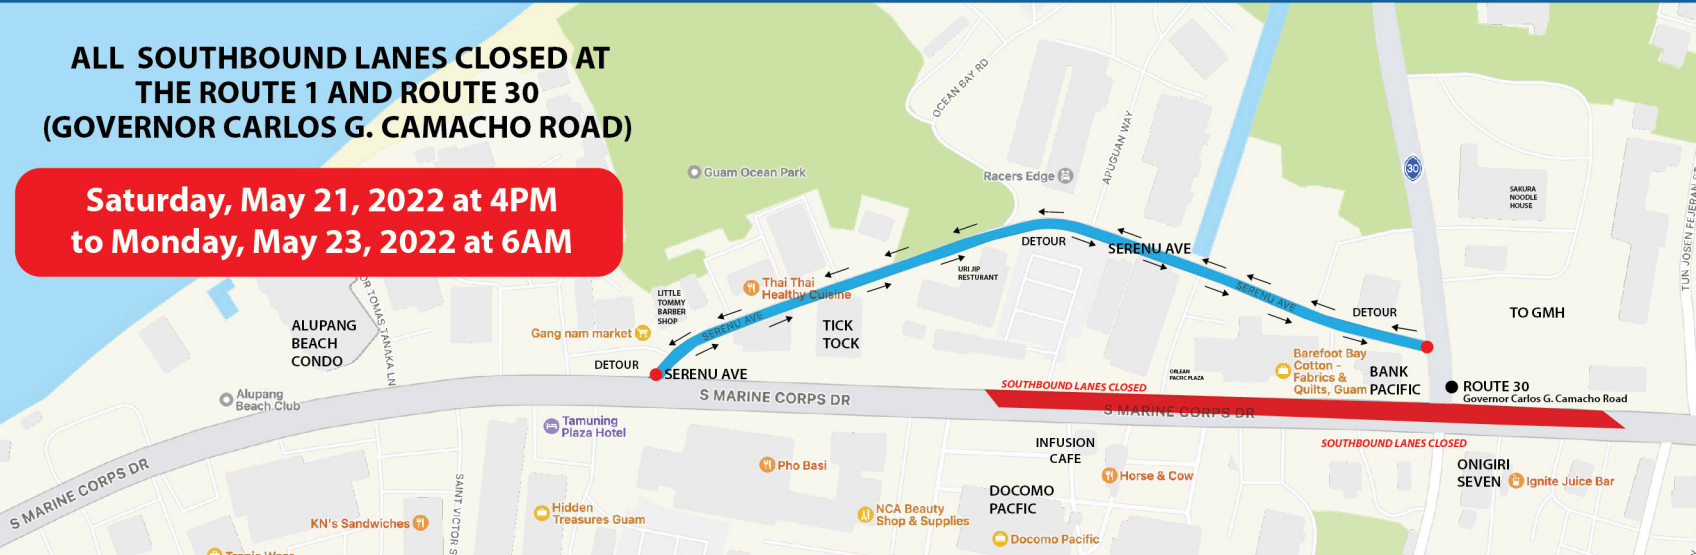 ALL SOUTHBOUND LANES CLOSED AT
THE ROUTE 1 AND ROUTE 30
(GOVERNOR CARLOS G. CAMACHO ROAD)
Saturday, May 21, 2022 at 4PM
to Monday, May 23, 2022 at 6AM
OCEAN BAY RD
APUGUAN WAY
Guam Ocean Park
Racers Edge
30
SAKURA
NOODLE
HOUSE
TUN JOSEN FEJERAN ST
DETOUR
SERENU AVE
URI JIP
RESTURANT
Thai Thai
Healthy Cuisine
LITTLE
TOMMY
BARBER
SHOP
SERENU AVE
SERENU AVE
DETOUR
TO GMH
OR TOMAS TANAKA LN
ALUPANG
BEACH
CONDO
Gang nam market
TICK
TOCK
DETOUR
SERENU AVE
Barefoot Bay
Cotton -
Fabrics &
Quilts, Guam
BANK
PACIFIC
ORLEAN
PACIFC PLAZA
ROUTE 30
Governor Carlos G. Camacho Road
SOUTHBOUND LANES CLOSED
Alupang
Beach Club
S MARINE CORPS DR
S MARINE CORPS DR
Tamuning
Plaza Hotel
SOUTHBOUND LANES CLOSED
INFUSION
CAFE
Pho Basi
Horse & Cow
ONIGIRI
SEVEN
Ignite Juice Bar
S MARINE CORPS DR
SAINT VICTOR S
DOCOMO
PACFIC
KN's Sandwiches
Hidden
Treasures Guam
NCA Beauty
Shop & Supplies
Docomo Pacific